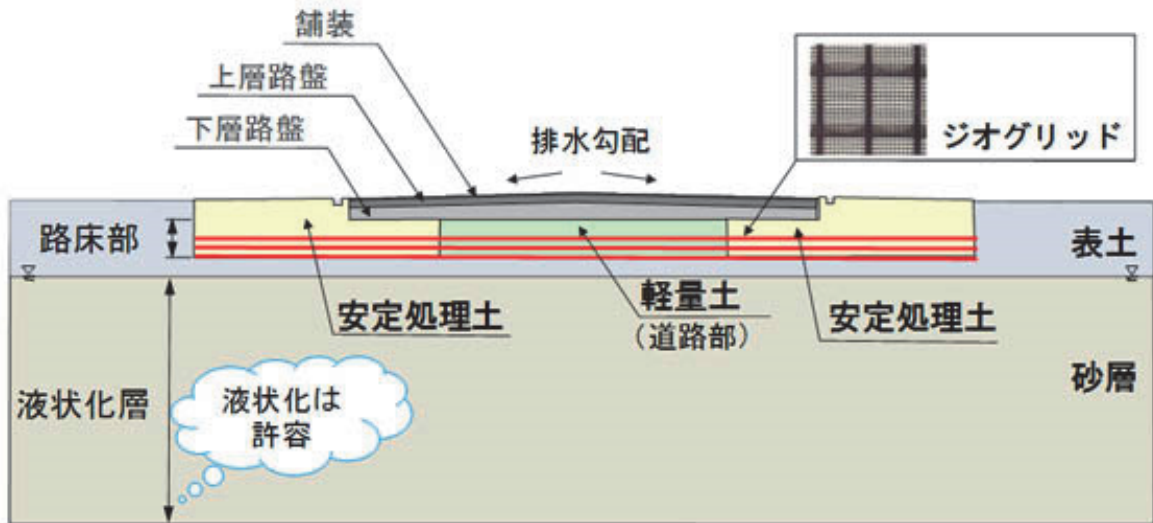 舗装
上層路盤
下層路盤
排水勾配
ジオグリッド
路床部
表土
安定処理土
軽量土
(道路部)
安定処理土
砂層
液状化層
液状化は
許容